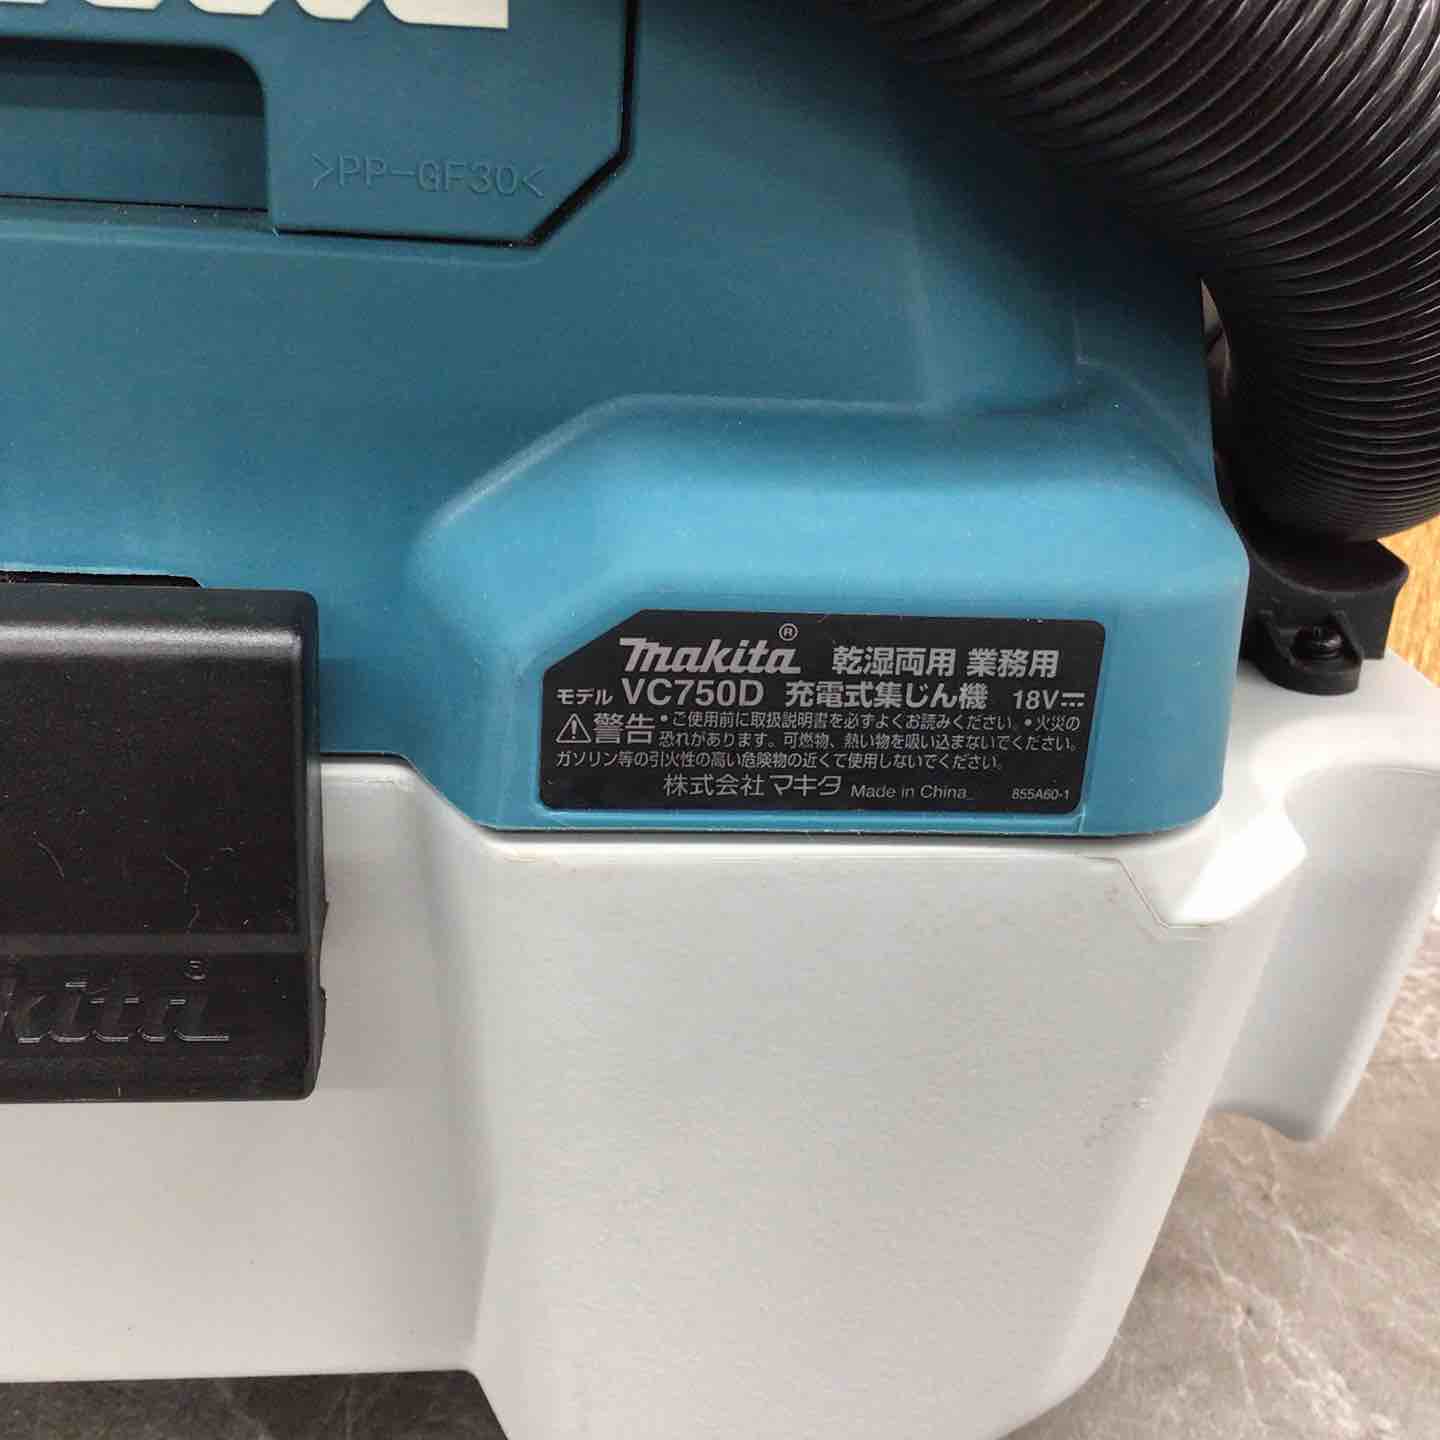 >PP-GF30<
makita® 乾湿両用 業務用
モデル VC750D 充電式集じん機 18V⎓
⚠警告 •ご使用前に取扱説明書を必ずよくお読みください。•火災の
恐れがあります。可燃物、熱い物を吸い込まないでください。
ガソリン等の引火性の高い危険物の近くで使用しないでください。
株式会社 マキタ Made in China 855A60-1
kita®